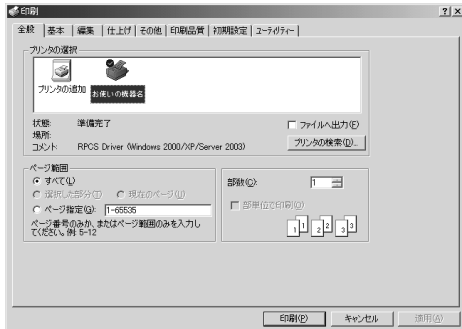 印刷
? ×
全般 基本 編集 仕上げ その他 印刷品質 初期設定 ユーティリティー
プリンタの選択
プリンタの追加 お使いの機器名
状態: 準備完了
場所:
コメント: RPCS Driver (Windows 2000/XP/Server 2003)
ファイルへ出力(F)
プリンタの検索(D)...
ページ範囲
すべて(L)
選択した部分(T) 現在のページ(U)
ページ指定(G): 1-65535
ページ番号のみか、またはページ範囲のみを入力し
てください。例 5-12
部数(C): 1
部単位で印刷(O)
1 1 2 2 3 3
印刷(P) キャンセル 適用(A)